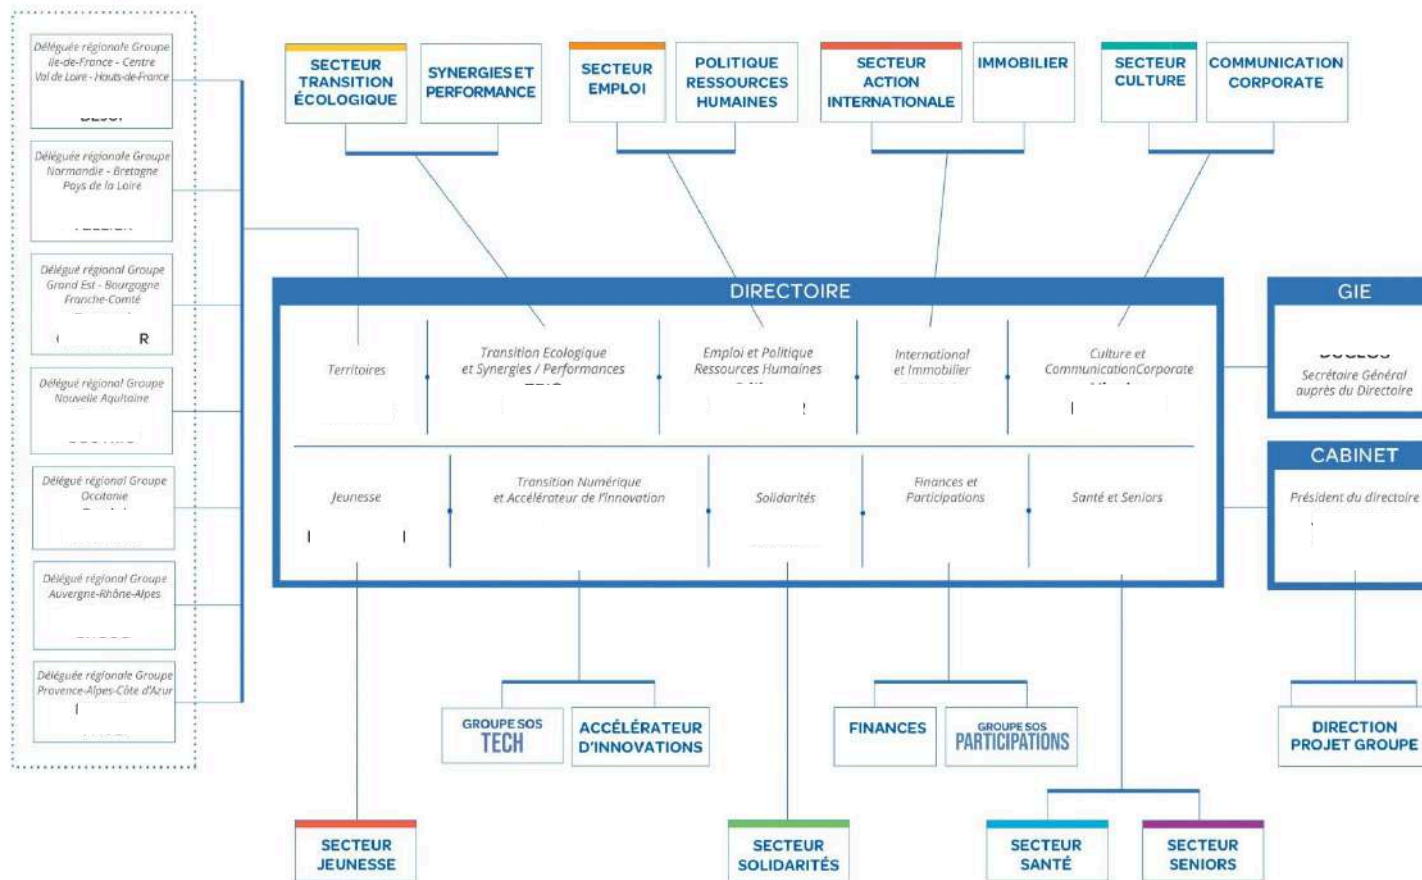 Déléguée régionale Groupe
Ile-de-France - Centre
Val de Loire - Hauts-de-France
Déléguée régionale Groupe
Normandie - Bretagne
Pays de la Loire
Délégué régional Groupe
Grand Est - Bourgogne
Franche-Comté
R
Délégué régional Groupe
Nouvelle Aquitaine
Délégué régional Groupe
Occitanie
Délégué régional Groupe
Auvergne-Rhône-Alpes
Déléguée régionale Groupe
Provence-Alpes-Côte d'Azur
SECTEUR
TRANSITION
ÉCOLOGIQUE
SYNERGIES ET
PERFORMANCE
SECTEUR
EMPLOI
POLITIQUE
RESSOURCES
HUMAINES
SECTEUR
ACTION
INTERNATIONALE
IMMOBILIER
SECTEUR
CULTURE
COMMUNICATION
CORPORATE
DIRECTOIRE
Territoires
Transition Ecologique
et Synergies / Performances
Emploi et Politique
Ressources Humaines
International
et Immobilier
Culture et
CommunicationCorporate
Jeunesse
Transition Numérique
et Accélérateur de l'innovation
Solidarités
Finances et
Participations
Santé et Seniors
GIE
Secrétaire Général
auprès du Directoire
CABINET
Président du directoire
GROUPE SOS
TECH
ACCÉLÉRATEUR
D'INNOVATIONS
FINANCES
GROUPE SOS
PARTICIPATIONS
DIRECTION
PROJET GROUPE
SECTEUR
JEUNESSE
SECTEUR
SOLIDARITÉS
SECTEUR
SANTÉ
SECTEUR
SENIORS